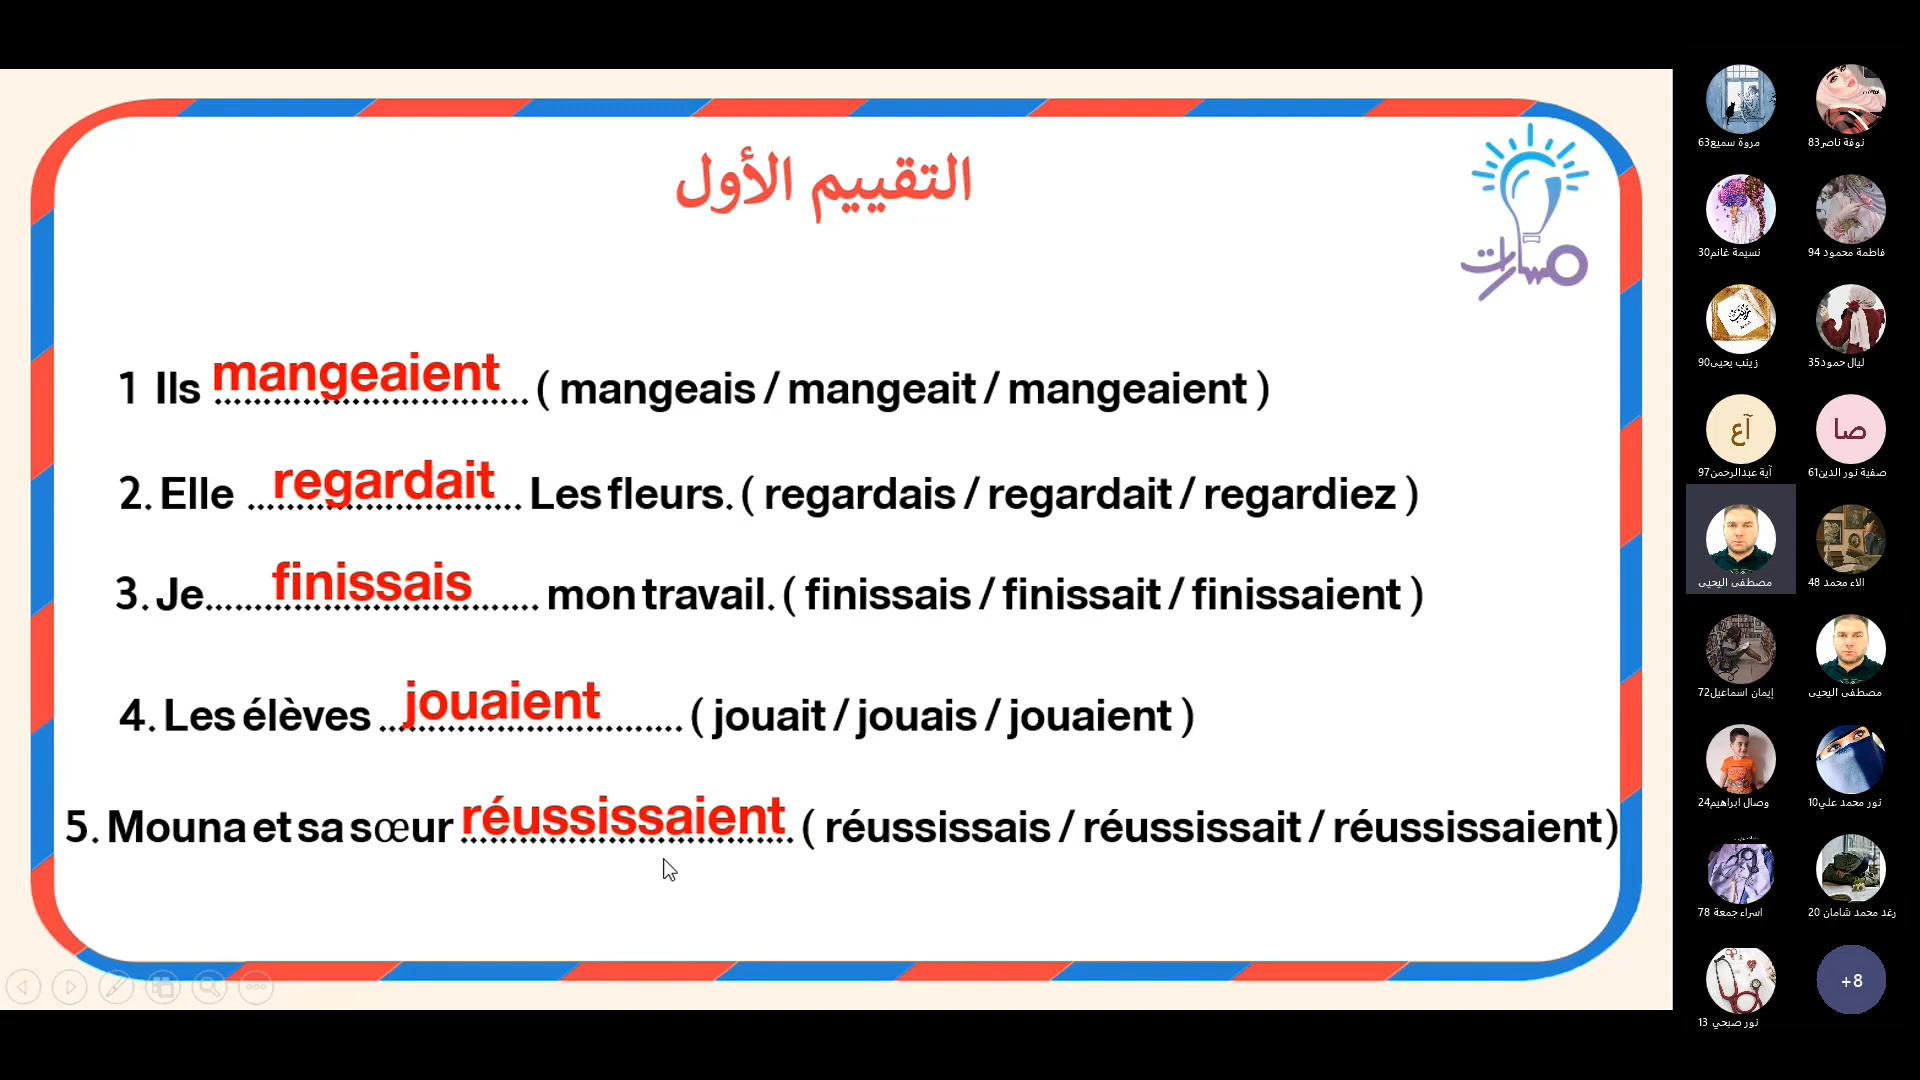 التقييم الأول
مسارات
1 Ils mangeaient ( mangeais / mangeait / mangeaient )
2. Elle ... regardait ... Les fleurs. ( regardais / regardait / regardiez )
3. Je...... finissais ...... mon travail. ( finissais / finissait / finissaient )
4. Les élèves ... jouaient ....... ( jouait / jouais / jouaient )
5. Mouna et sa sœur réussissaient. ( réussissais / réussissait / réussissaient)
مروة سميع63
نوفة ناصر83
نسيمة غانم30
فاطمة محمود 94
زينب يحيى90
ليال حمود35
آع
صا
آية عبدالرحمن97
صفية نور الدين61
مصطفى اليحيى
الاء محمد 48
إيمان اسماعيل72
مصطفى اليحيى
وصال ابراهيم24
نور محمد علي10
اسراء جمعة 78
رغد محمد شامان 20
نور صبحي 13
+8